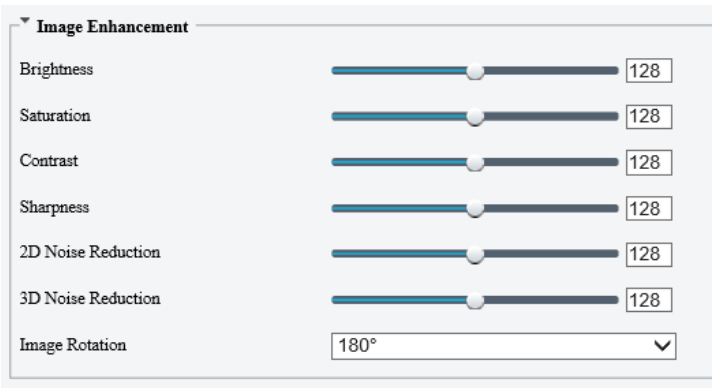 Image Enhancement
Brightness 128
Saturation 128
Contrast 128
Sharpness 128
2D Noise Reduction 128
3D Noise Reduction 128
Image Rotation 180°